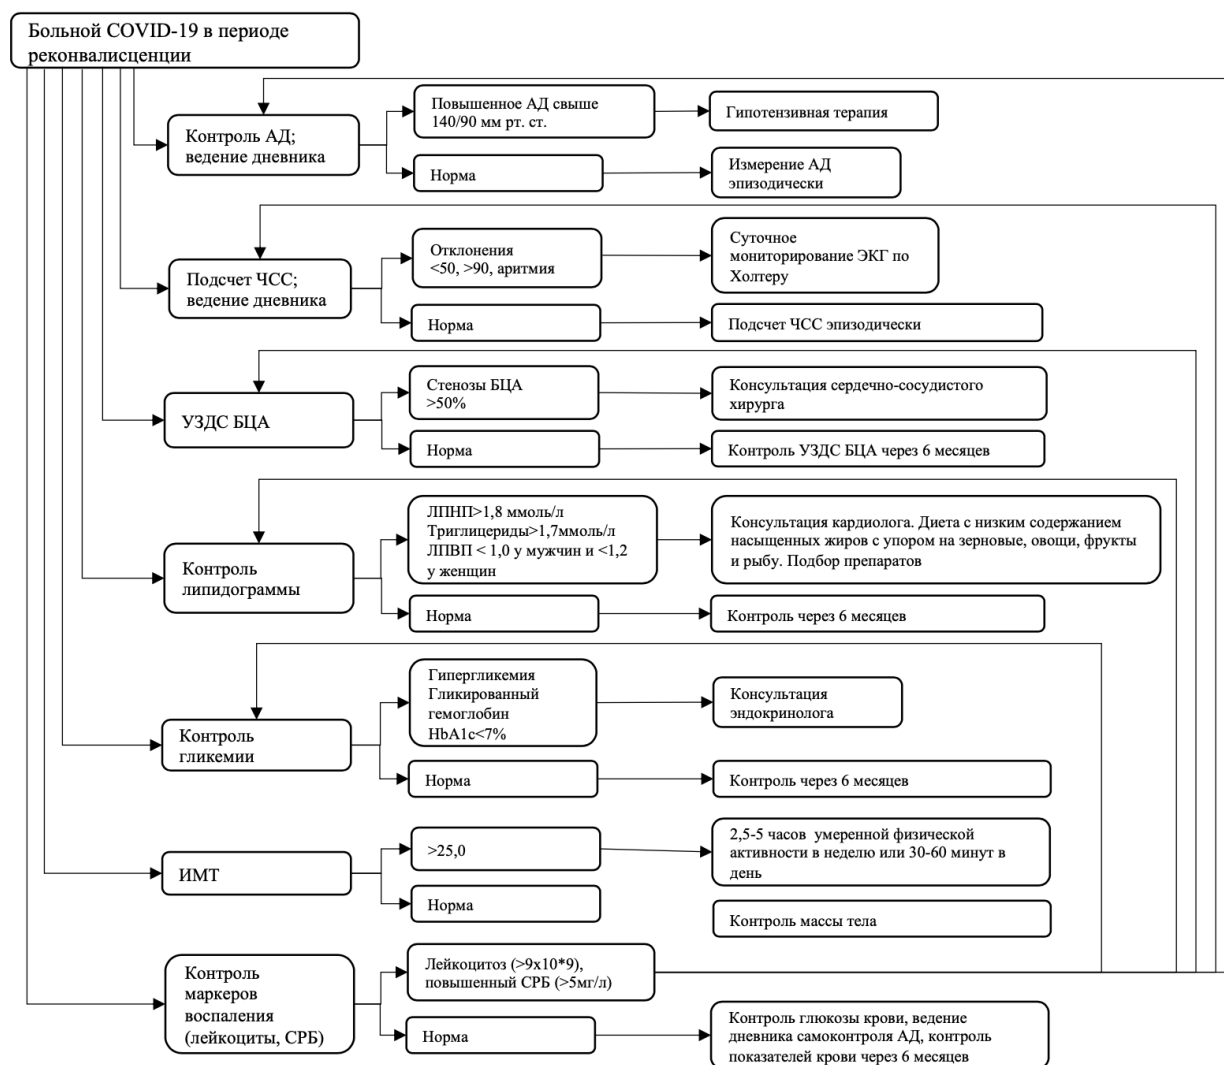 Больной COVID-19 в периоде
реконвалисценции
Контроль АД;
ведение дневника
Повышенное АД свыше
140/90 мм рт. ст.
Гипотензивная терапия
Норма
Измерение АД
эпизодически
Подсчет ЧСС;
ведение дневника
Отклонения
<50, >90, аритмия
Суточное
мониторирование ЭКГ по
Холтеру
Норма
Подсчет ЧСС эпизодически
УЗДС БЦА
Стенозы БЦА
>50%
Консультация сердечно-сосудистого
хирурга
Норма
Контроль УЗДС БЦА через 6 месяцев
Контроль
липидограммы
ЛПНП>1,8 ммоль/л
Триглицериды>1,7ммоль/л
ЛПВП < 1,0 у мужчин и <1,2
у женщин
Консультация кардиолога. Диета с низким содержанием
насыщенных жиров с упором на зерновые, овощи, фрукты
и рыбу. Подбор препаратов
Норма
Контроль через 6 месяцев
Контроль
гликемии
Гипергликемия
Гликированный
гемоглобин
HbA1c<7%
Консультация
эндокринолога
Норма
Контроль через 6 месяцев
ИМТ
>25,0
2,5-5 часов умеренной физической
активности в неделю или 30-60 минут в
день
Норма
Контроль массы тела
Контроль
маркеров
воспаления
(лейкоциты, СРБ)
Лейкоцитоз (>9х10*9),
повышенный СРБ (>5мг/л)
Норма
Контроль глюкозы крови, ведение
дневника самоконтроля АД, контроль
показателей крови через 6 месяцев